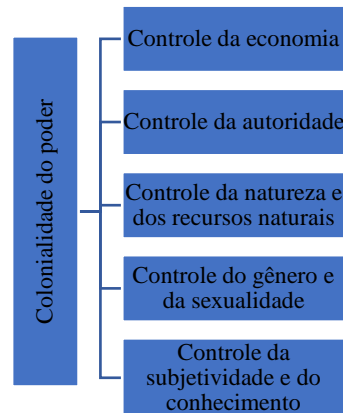 Colonialidade do poder
Controle da economia
Controle da autoridade
Controle da natureza e
dos recursos naturais
Controle do gênero e
da sexualidade
Controle da
subjetividade e do
conhecimento